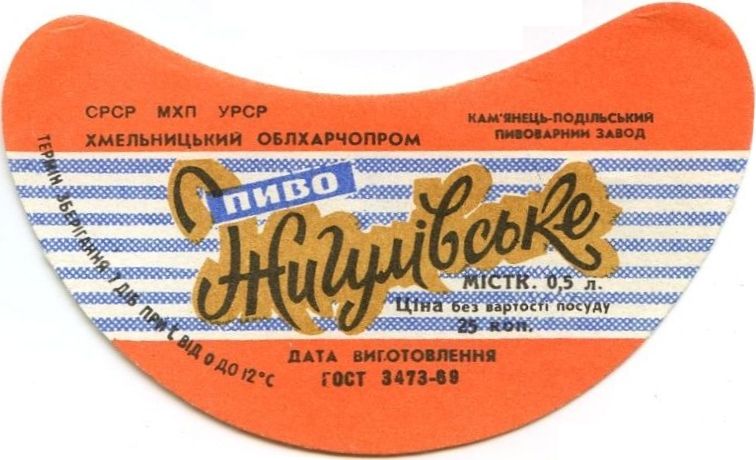 СРСР МХП УРСР
ХМЕЛЬНИЦЬКИЙ ОБЛХАРЧОПРОМ
КАМ'ЯНЕЦЬ-ПОДІЛЬСЬКИЙ
ПИВОВАРНИЙ ЗАВОД
ПИВО
Жигулівське
МІСТК. 0,5 л.
Ціна без вартості посуду
25 коп.
ДАТА ВИГОТОВЛЕННЯ
ГОСТ 3473-69
ТЕРМІН ЗБЕРІГАННЯ 7 ДІБ ПРИ t ВІД 0 ДО 12°С